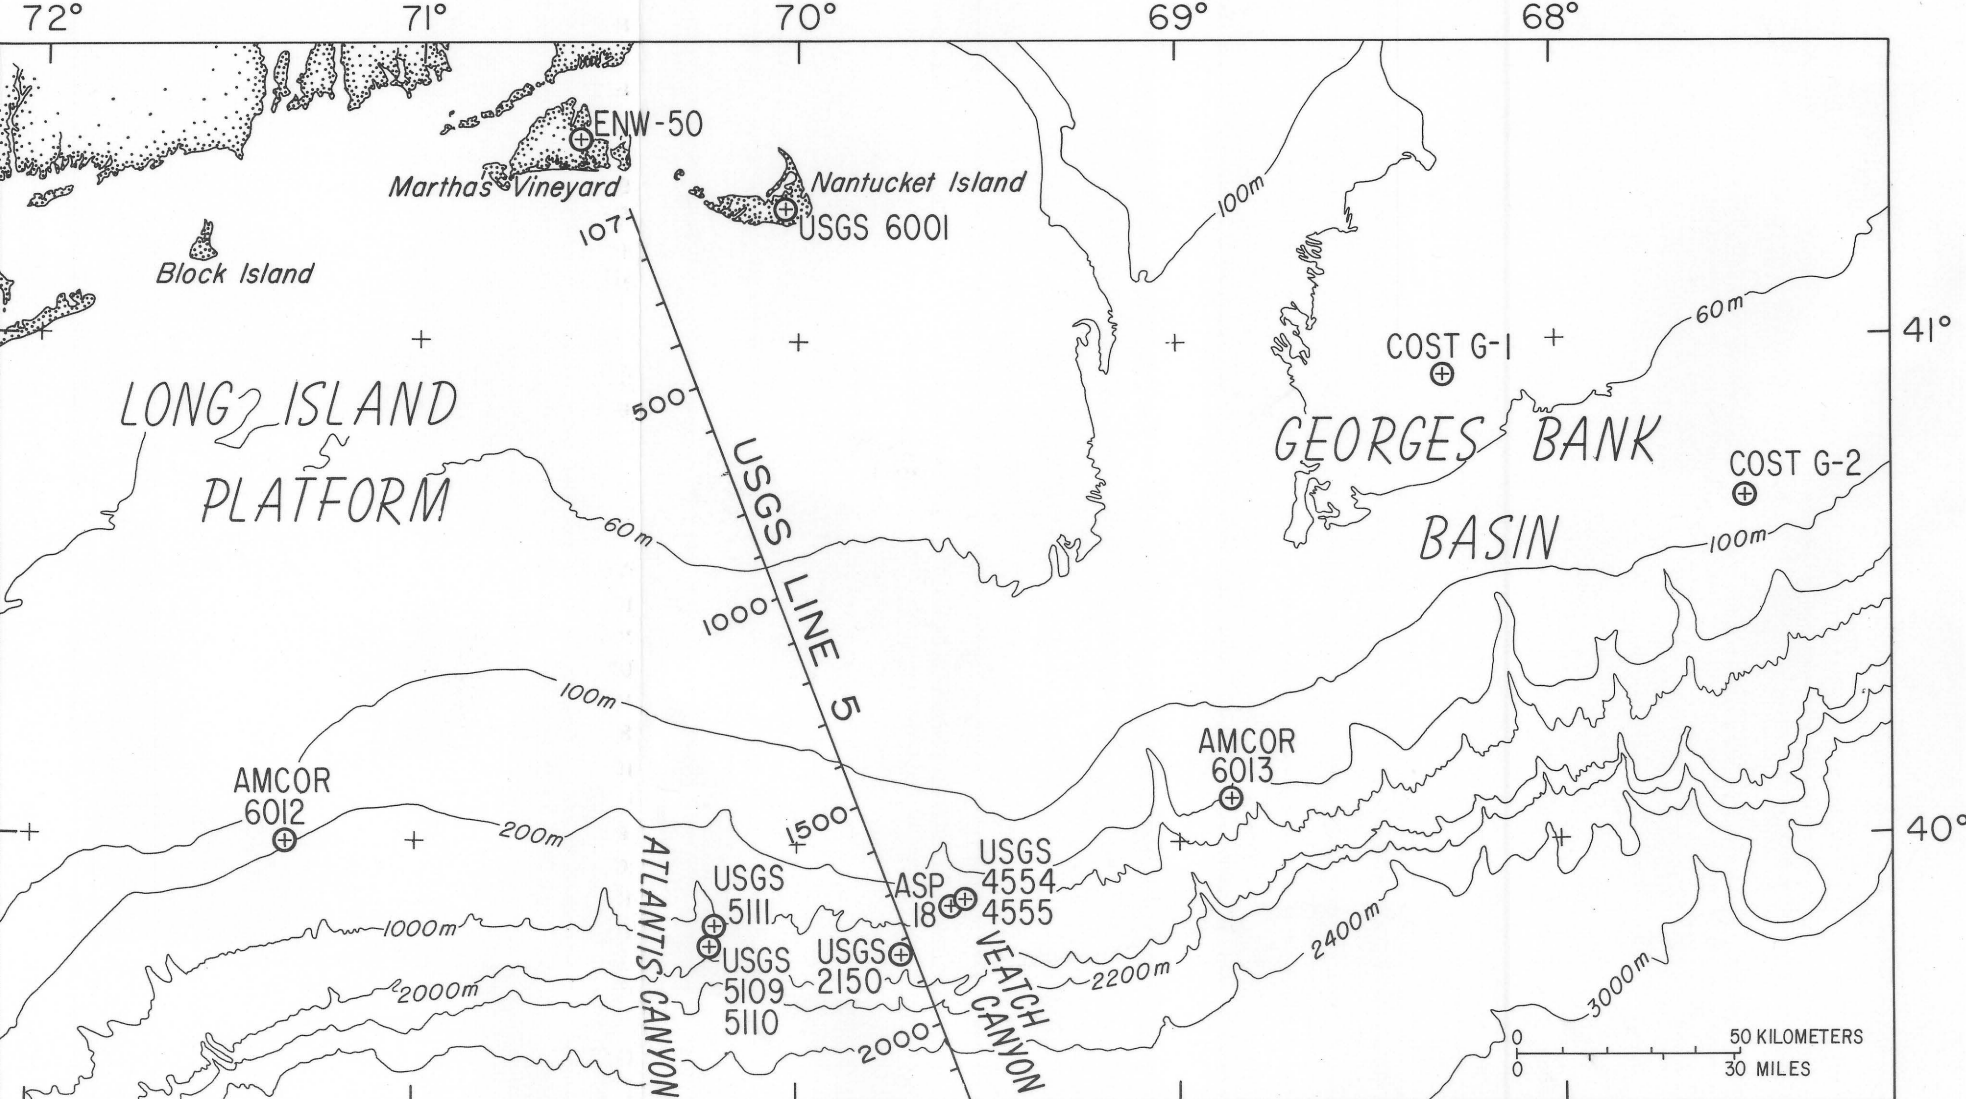 72° 71° 70° 69° 68°
ENW-50
Martha's Vineyard
Nantucket Island
USGS 6001
107
100m
Block Island
60m
41°
COST G-1
LONG ISLAND
500
GEORGES BANK
USGS LINE 5
COST G-2
PLATFORM
60m
BASIN
100m
1000
100m
AMCOR
6013
AMCOR
6012
1500
200m
40°
ATLANTIS CANYON
USGS
5111
ASP
18
USGS
4554
4555
1000m
2400m
USGS
5109
5110
USGS
2150
VEATCH
CANYON
2200m
2000m
3000m
2000
0 50 KILOMETERS
0 30 MILES